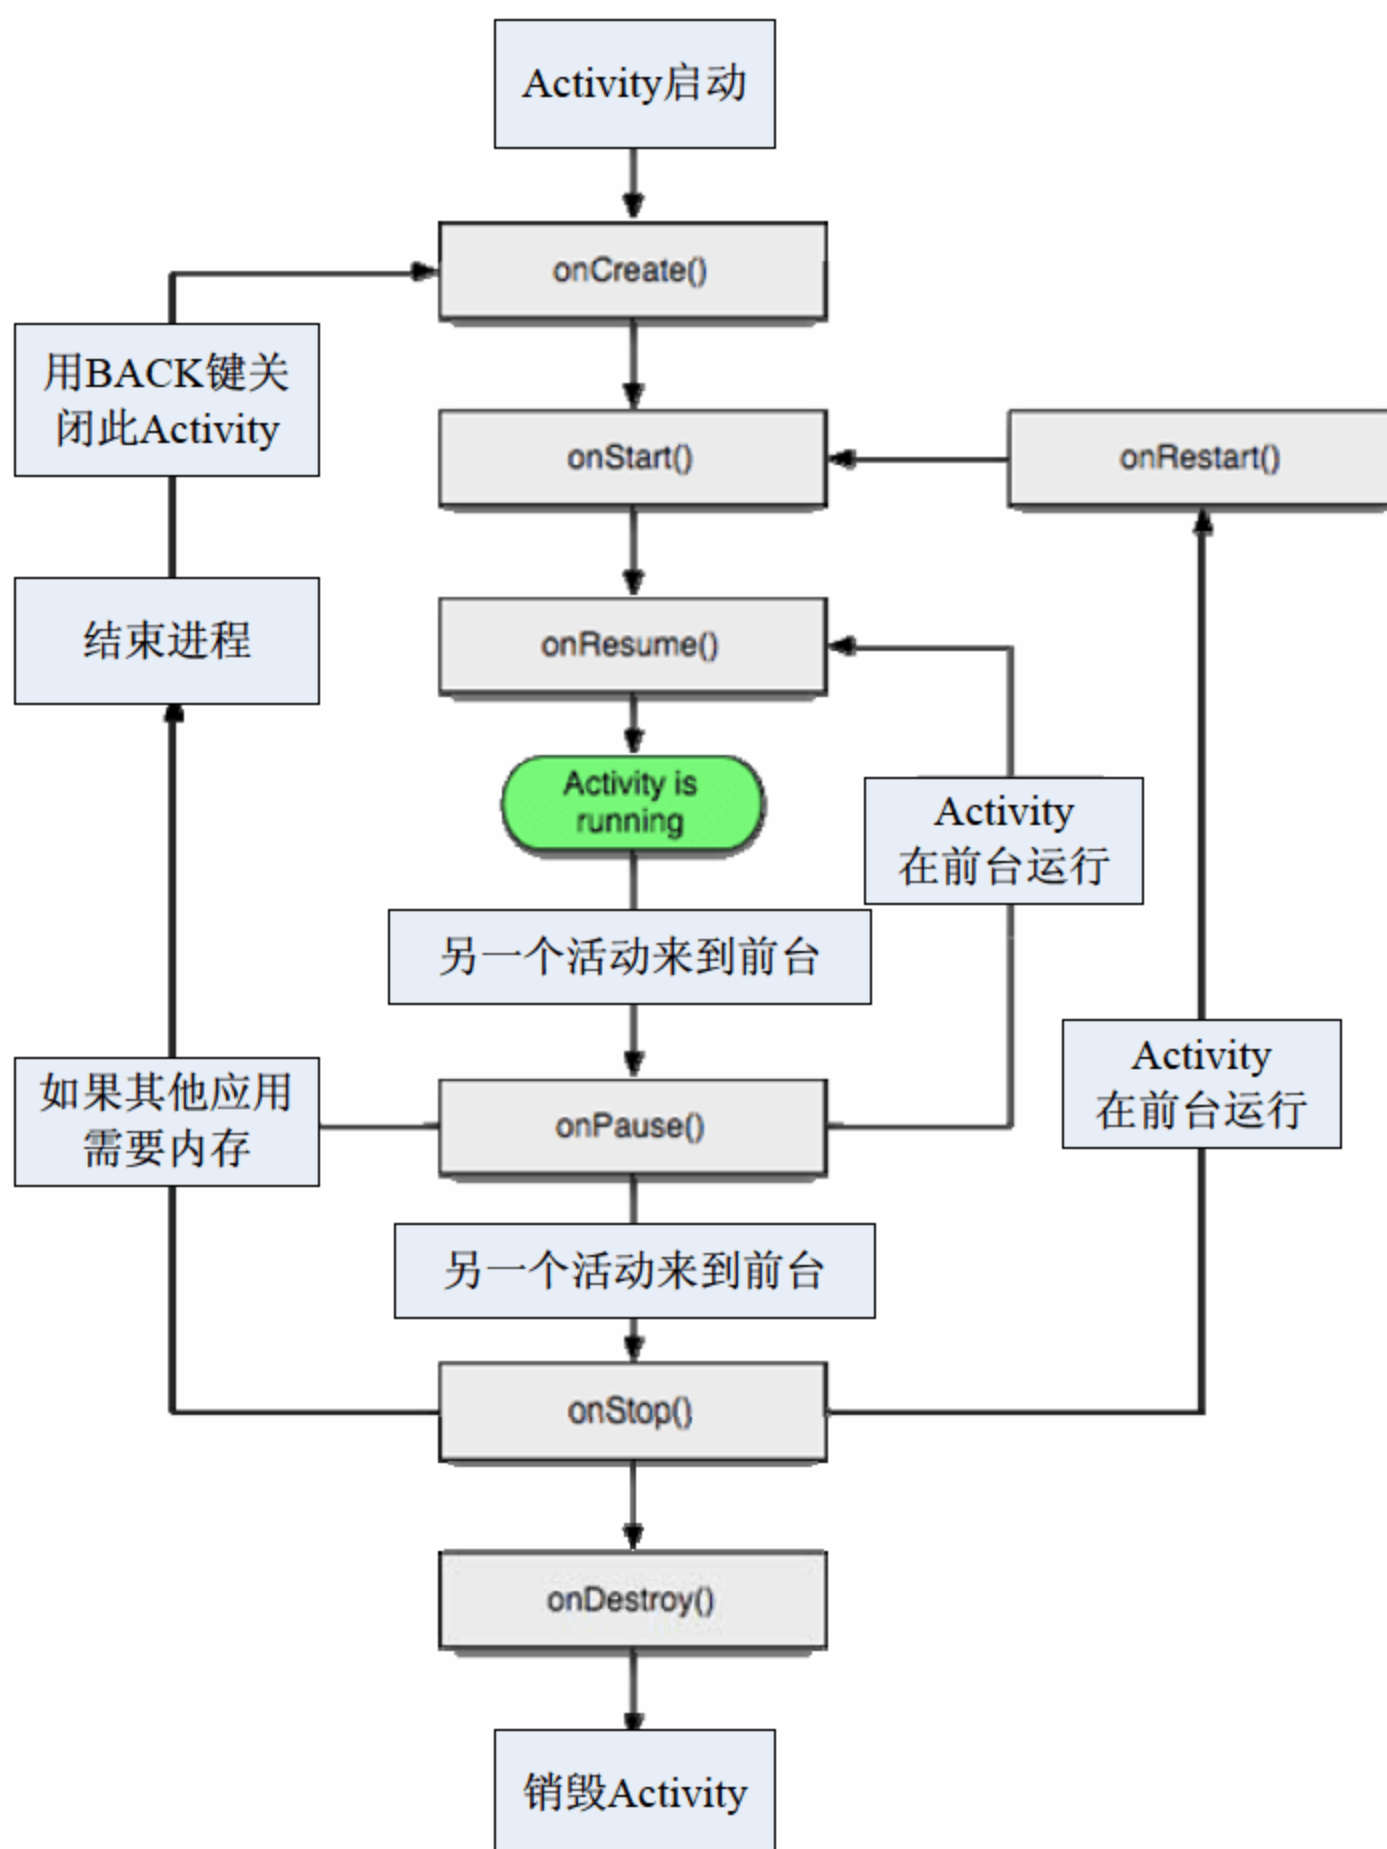 Activity启动
onCreate()
用BACK键关
闭此Activity
onStart()
onRestart()
结束进程
onResume()
Activity is
running
Activity
在前台运行
另一个活动来到前台
Activity
在前台运行
如果其他应用
需要内存
onPause()
另一个活动来到前台
onStop()
onDestroy()
销毁Activity